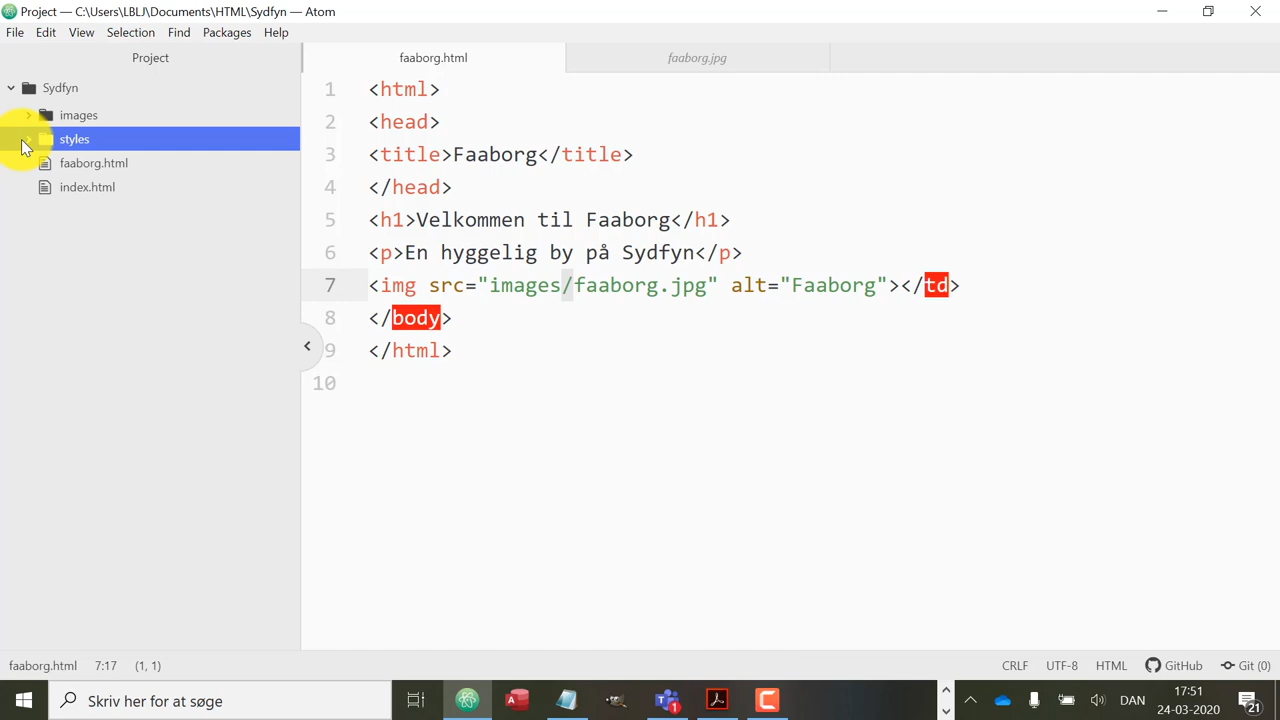 Project — C:\Users\LBLJ\Documents\HTML\Sydfyn — Atom
File Edit View Selection Find Packages Help
Project
faaborg.html
faaborg.jpg
Sydfyn
images
styles
faaborg.html
index.html
1 <html>
2 <head>
3 <title>Faaborg</title>
4 </head>
5 <h1>Velkommen til Faaborg</h1>
6 <p>En hyggelig by på Sydfyn</p>
7 <img src="images/faaborg.jpg" alt="Faaborg"></td>
8 </body>
9 </html>
10
faaborg.html 7:17 (1, 1) CRLF UTF-8 HTML GitHub Git (0)
Skriv her for at søge
1
DAN
17:51
24-03-2020
21